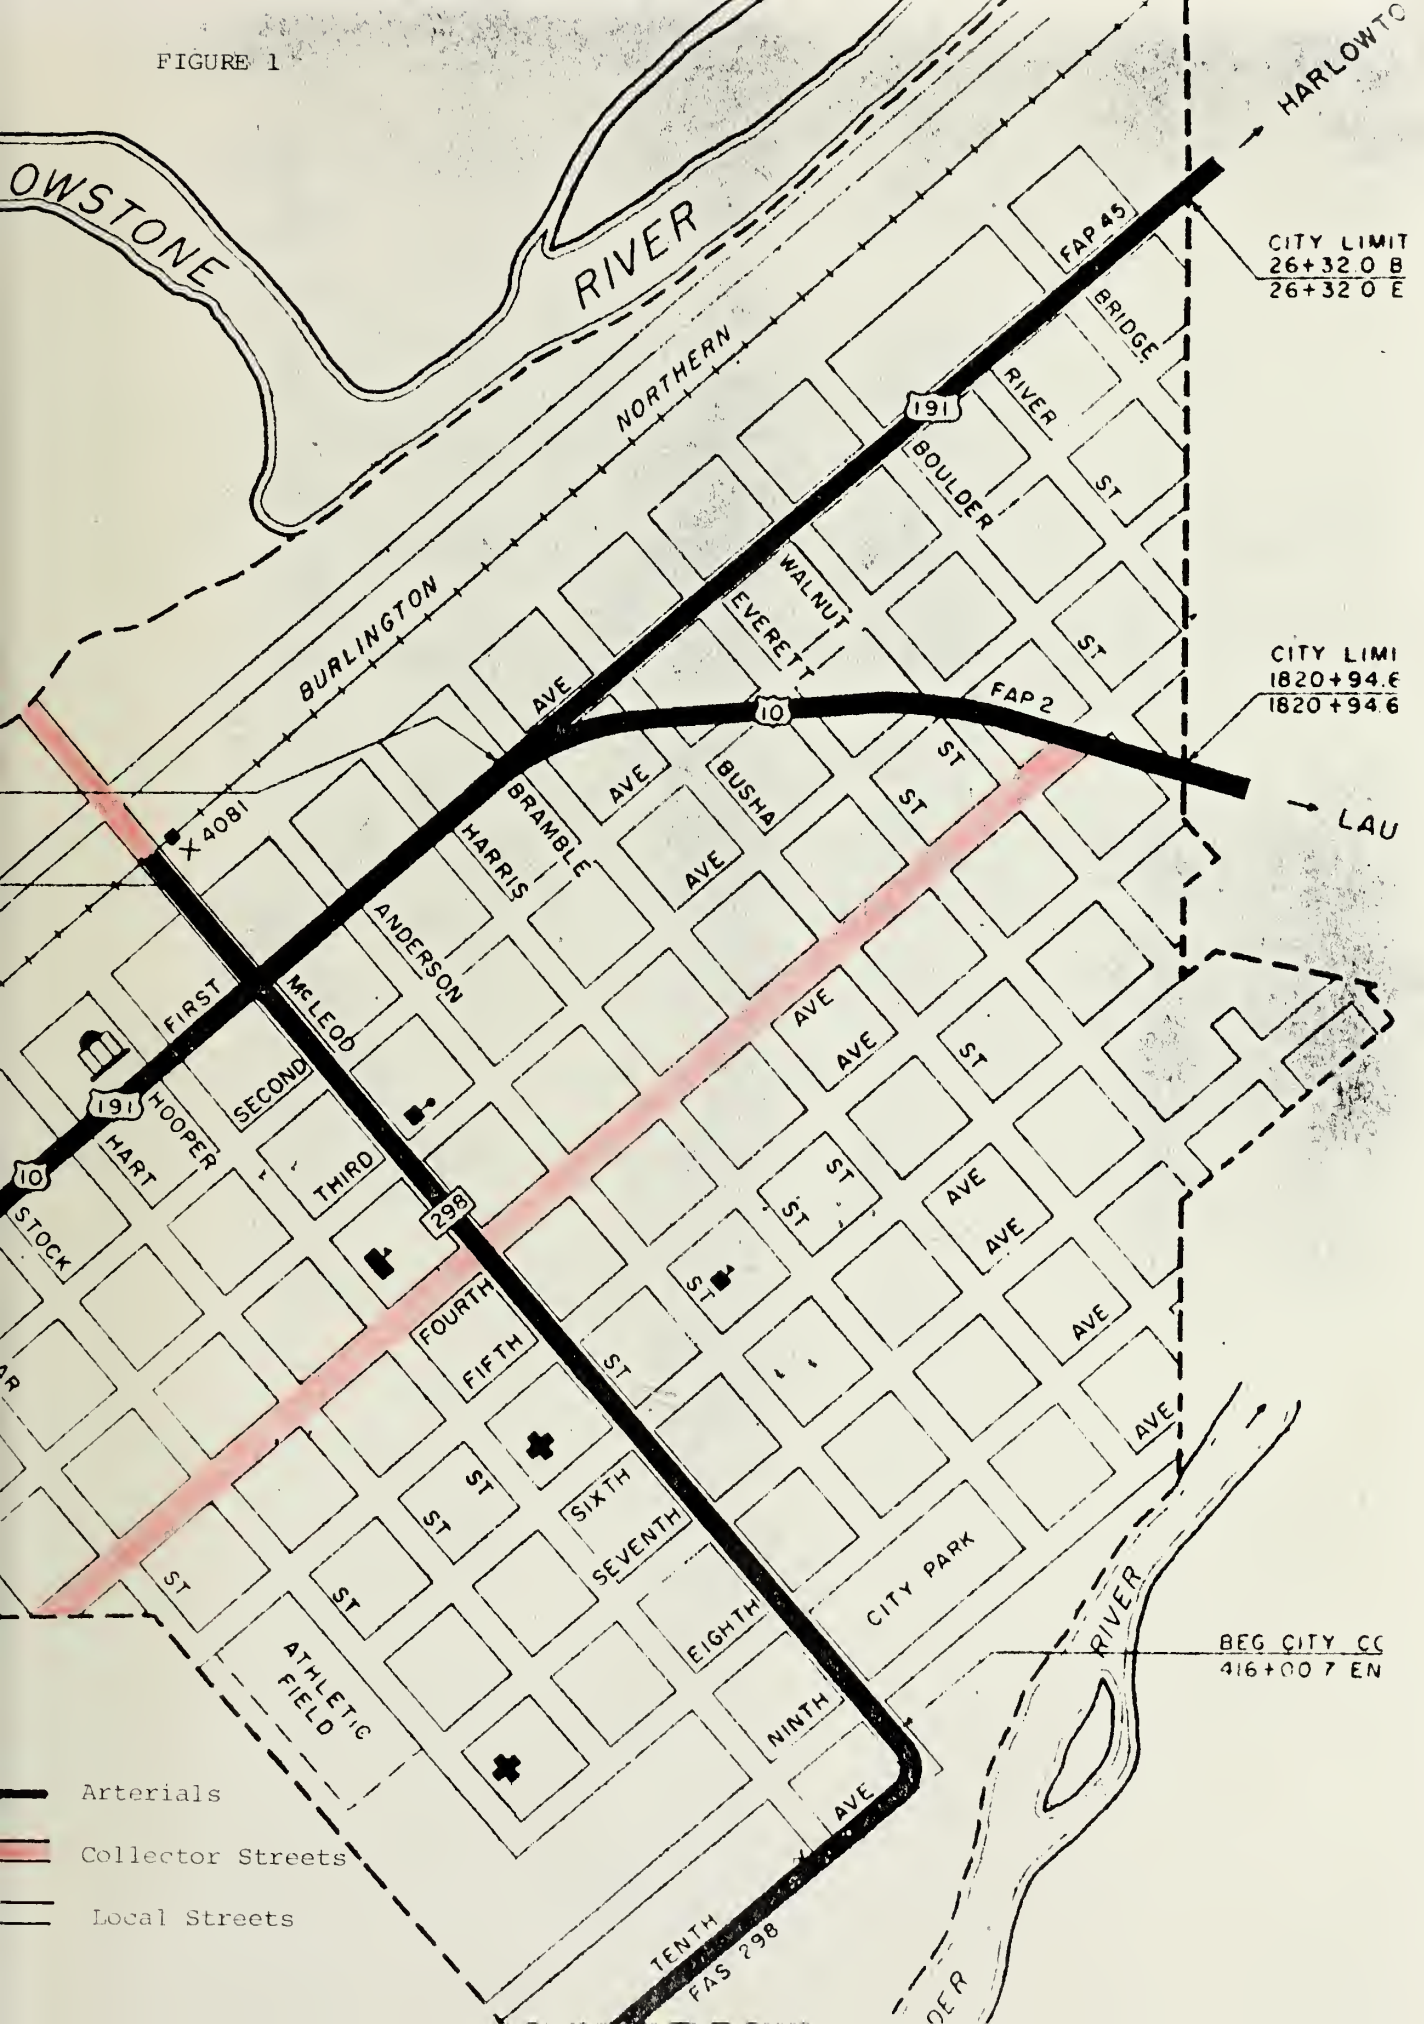 FIGURE 1
HARLOWTO
OWSTONE
RIVER
FAP 45
CITY LIMIT
26+32.0 B
26+32.0 E
BRIDGE
NORTHERN
RIVER
191
BOULDER
ST
BURLINGTON
WALNUT
EVERETT
ST
CITY LIMI
1820+94.6
1820+94.6
AVE
FAP 2
10
ST
AVE
BUSHA
ST
BRAMBLE
X 4081
HARRIS
LAU
AVE
ANDERSON
FIRST
McLEOD
AVE
AVE
ST
SECOND
191
HOOPER
HART
10
THIRD
ST
ST
AVE
298
STOCK
AVE
ST
FOURTH
AVE
AR
FIFTH
ST
AVE
ST
SIXTH
ST
SEVENTH
CITY PARK
ST
ST
RIVER
EIGHTH
BEG CITY CC
416+00.7 EN
ATHLETIC
FIELD
NINTH
Arterials
AVE
Collector Streets
Local Streets
TENTH
FAS 298
DER